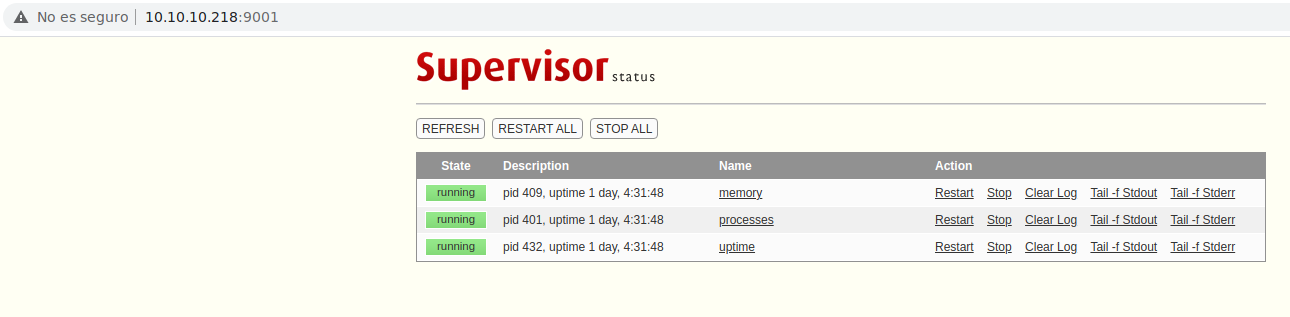 No es seguro | 10.10.10.218:9001
Supervisor status
REFRESH RESTART ALL STOP ALL
State Description Name Action
running pid 409, uptime 1 day, 4:31:48 memory Restart Stop Clear Log Tail -f Stdout Tail -f Stderr
running pid 401, uptime 1 day, 4:31:48 processes Restart Stop Clear Log Tail -f Stdout Tail -f Stderr
running pid 432, uptime 1 day, 4:31:48 uptime Restart Stop Clear Log Tail -f Stdout Tail -f Stderr